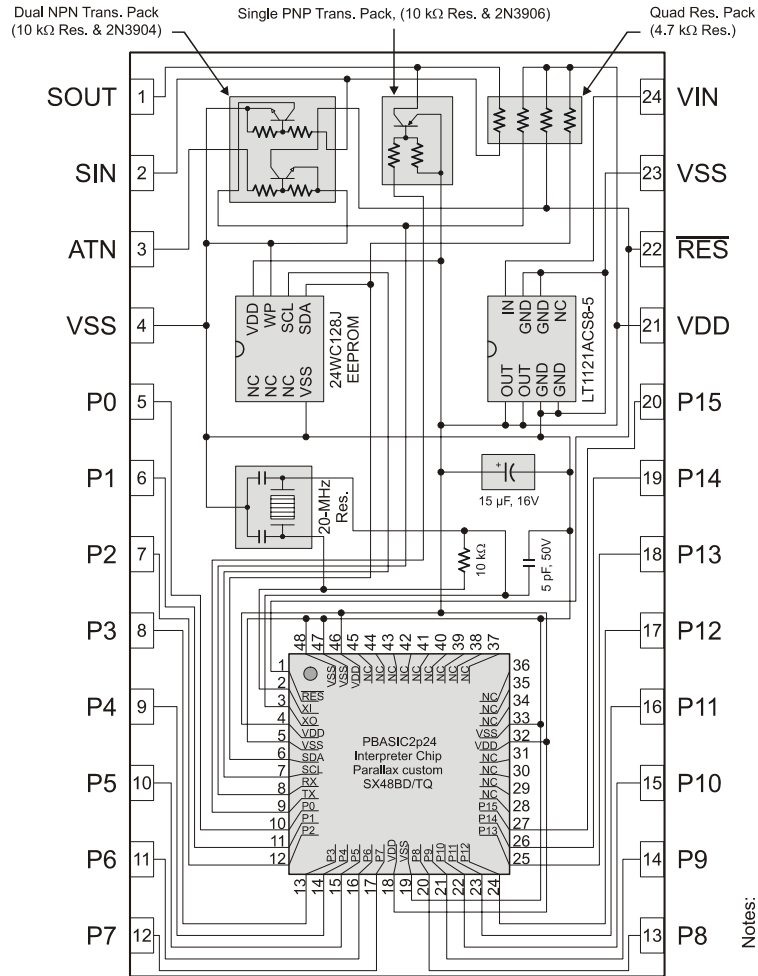 Dual NPN Trans. Pack
(10 kΩ Res. & 2N3904)
Single PNP Trans. Pack, (10 kΩ Res. & 2N3906)
Quad Res. Pack
(4.7 kΩ Res.)
SOUT 1
24 VIN
SIN 2
23 VSS
ATN 3
22 RES
VSS 4
21 VDD
P0 5
20 P15
P1 6
19 P14
P2 7
18 P13
P3 8
17 P12
P4 9
16 P11
P5 10
15 P10
P6 11
14 P9
P7 12
13 P8
VDD
WP
SCL
SDA
NC
NC
NC
VSS
24WC128J
EEPROM
IN
GND
GND
NC
OUT
OUT
GND
GND
LT1121ACS8-5
20-MHz
Res.
+
15 µF, 16V
10 kΩ
5 pF, 50V
48 47 46 45 44 43 42 41 40 39 38 37
VSS VSS VDD NC NC NC NC NC NC NC
1
2
3
4
5
6
7
8
9
10
11
12
RES
XI
XO
VDD
VSS
SDA
SCL
RX
TX
P0
P1
P2
PBASIC2p24
Interpreter Chip
Parallax custom
SX48BD/TQ
36
35
34
33
32
31
30
29
28
27
26
25
NC
NC
NC
VSS
VDD
NC
NC
NC
NC
P15
P14
P13
P3 P4 P5 P6 P7 VDD VSS P8 P9 P10 P11 P12
13 14 15 16 17 18 19 20 21 22 23 24
Notes: